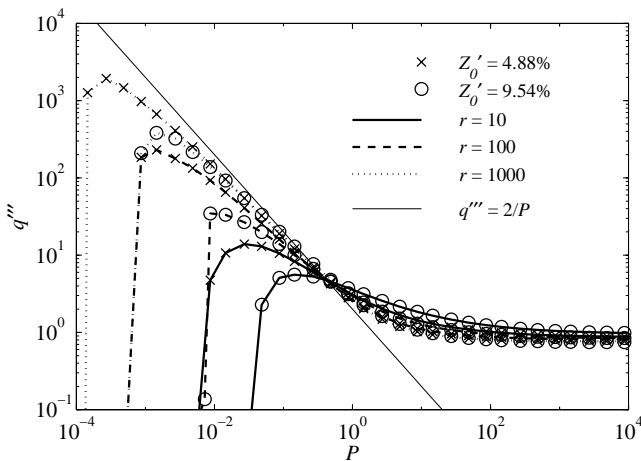 10^4
10^3
10^2
10^1
10^0
10^-1
q'''
Z0' = 4.88%
Z0' = 9.54%
r = 10
r = 100
r = 1000
q''' = 2/P
10^-4
10^-2
10^0
10^2
10^4
P